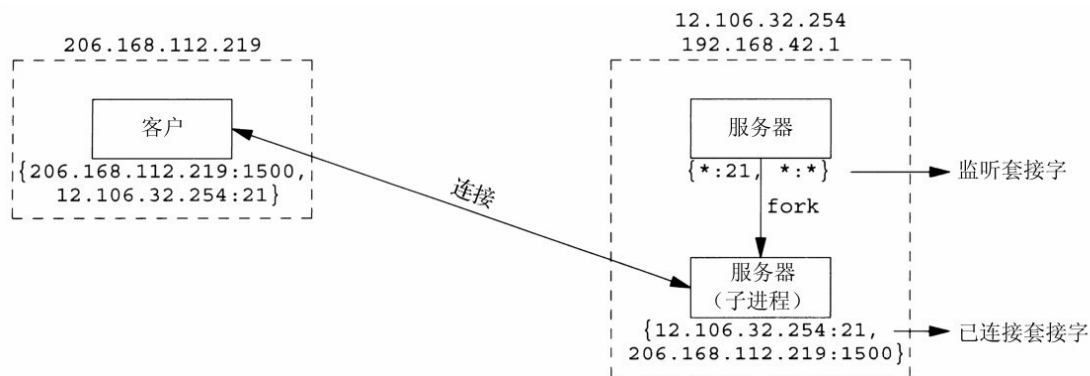 206.168.112.219
客户
{206.168.112.219:1500,
12.106.32.254:21}
连接
12.106.32.254
192.168.42.1
服务器
{*:21, *:*}
监听套接字
fork
服务器
（子进程）
{12.106.32.254:21,
206.168.112.219:1500}
已连接套接字